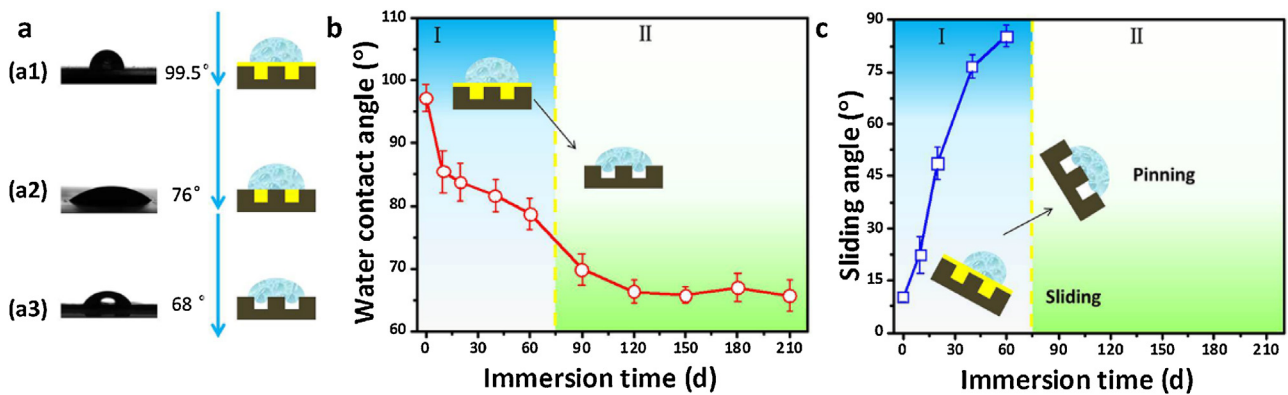 a
(a1)
99.5°
(a2)
76°
(a3)
68 °
b
Water contact angle (°)
110
100
90
80
70
60
I
II
0 30 60 90 120 150 180 210
Immersion time (d)
c
Sliding angle (°)
90
75
60
45
30
15
0
I
II
Pinning
Sliding
0 30 60 90 120 150 180 210
Immersion time (d)